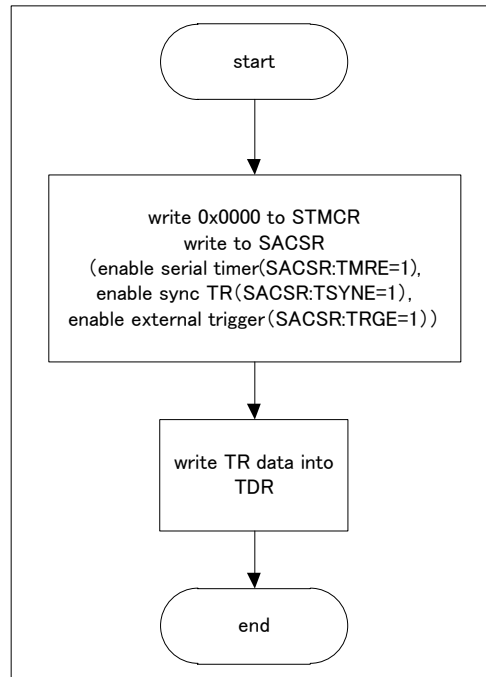 start
write 0x0000 to STMCR
write to SACSR
(enable serial timer(SACSR:TMRE=1),
enable sync TR(SACSR:TSYNE=1),
enable external trigger(SACSR:TRGE=1))
write TR data into
TDR
end